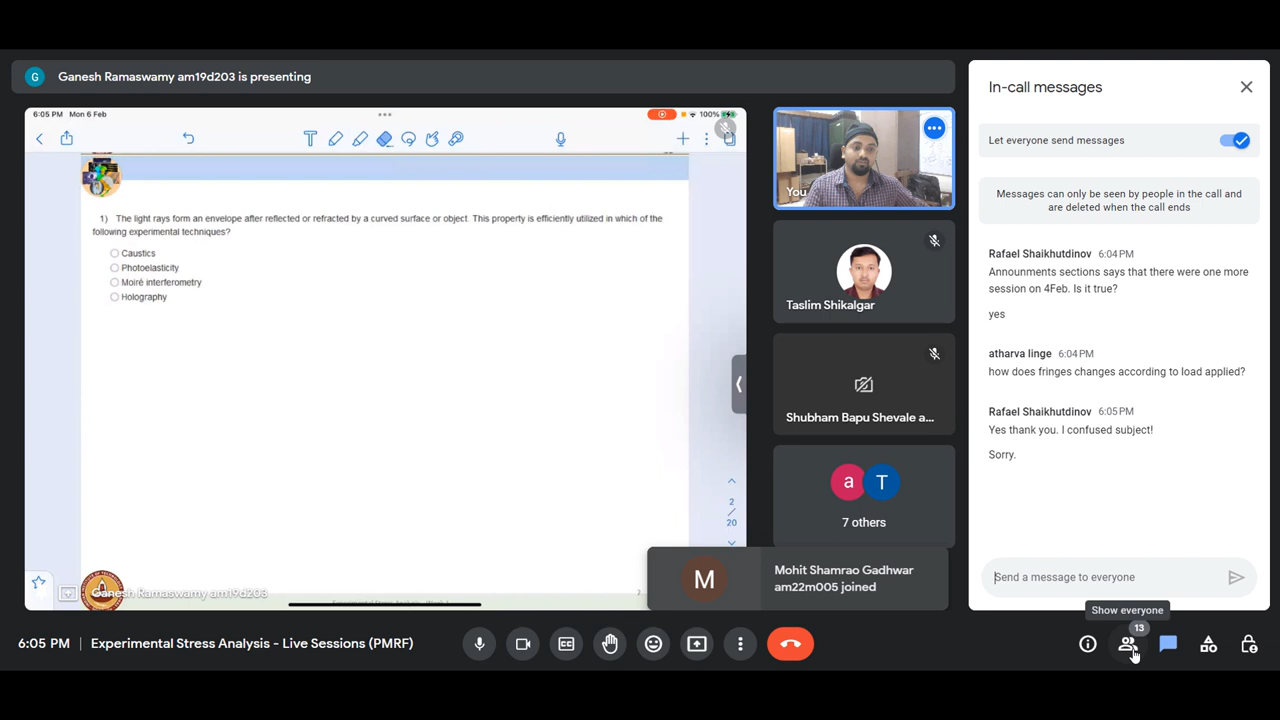 G Ganesh Ramaswamy am19d203 is presenting
6:05 PM Mon 6 Feb
100%
1) The light rays form an envelope after reflected or refracted by a curved surface or object. This property is efficiently utilized in which of the
following experimental techniques?
Caustics
Photoelasticity
Moiré interferometry
Holography
2
/
20
2
Ganesh Ramaswamy am19d203
You
Taslim Shikalgar
Shubham Bapu Shevale a...
a T
7 others
M
Mohit Shamrao Gadhwar
am22m005 joined
In-call messages
Let everyone send messages
Messages can only be seen by people in the call and
are deleted when the call ends
Rafael Shaikhutdinov 6:04 PM
Announments sections says that there were one more
session on 4Feb. Is it true?
yes
atharva linge 6:04 PM
how does fringes changes according to load applied?
Rafael Shaikhutdinov 6:05 PM
Yes thank you. I confused subject!
Sorry.
Send a message to everyone
Show everyone
13
6:05 PM | Experimental Stress Analysis - Live Sessions (PMRF)